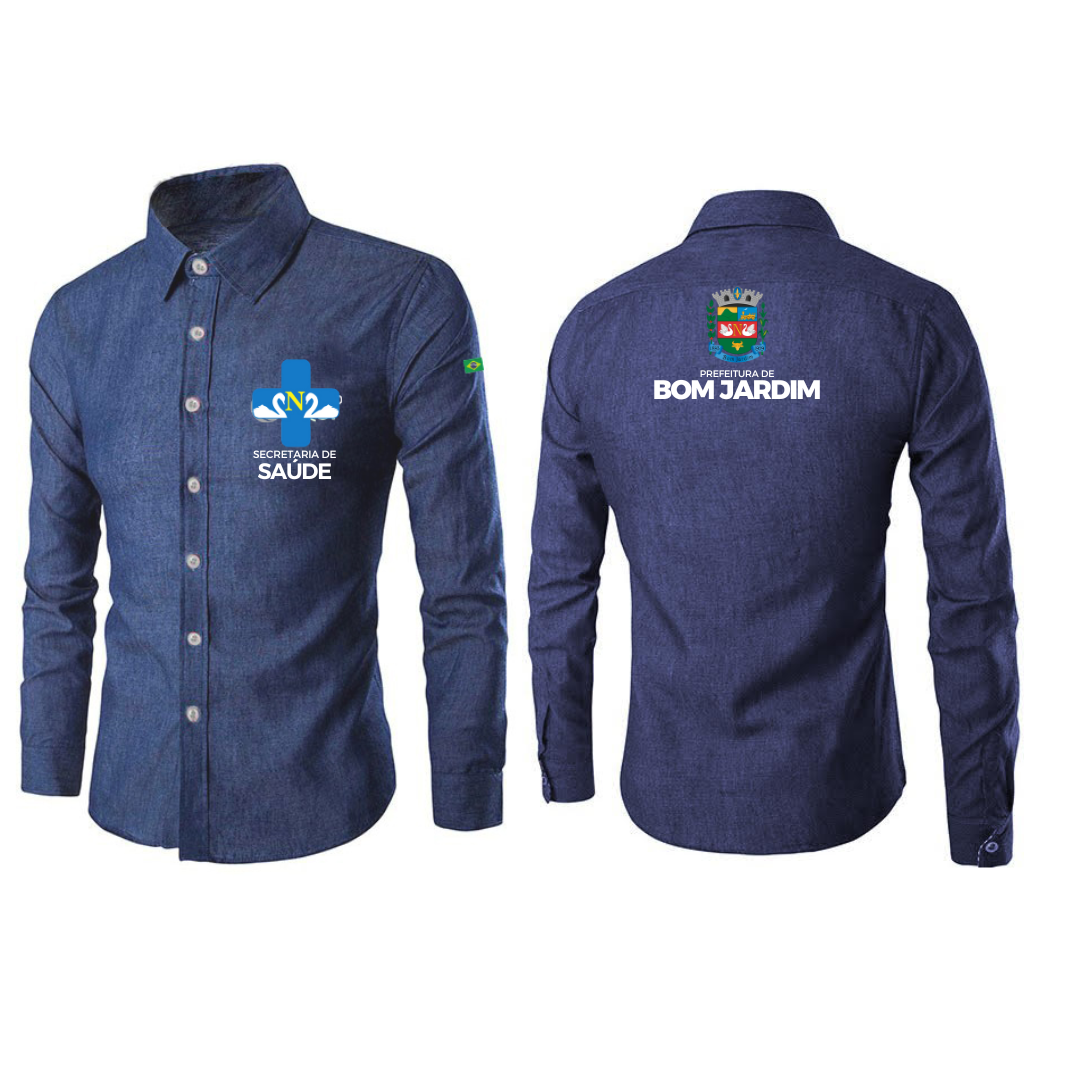 N
SECRETARIA DE
SAÚDE
N
PREFEITURA DE
BOM JARDIM